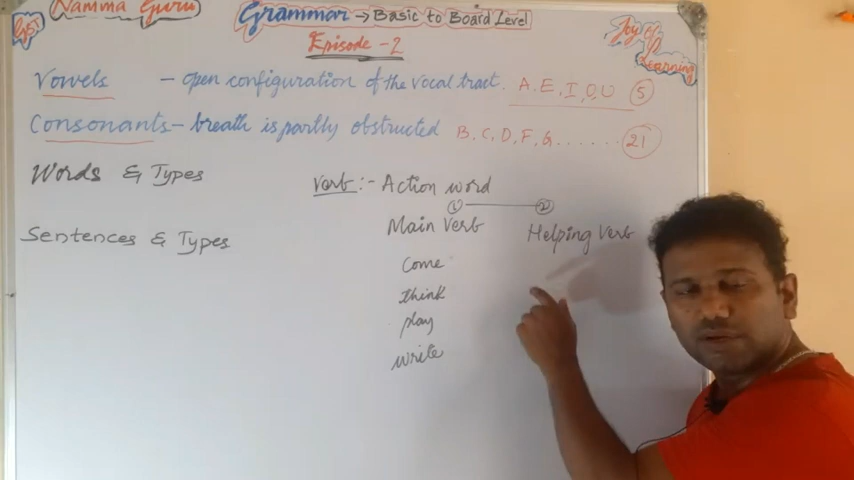 GST
Namma Guru
Grammar → Basic to Board Level
Joy of Learning
Episode - 2
Vowels - open configuration of the vocal tract. A, E, I, O, U 5
Consonants - breath is partly obstructed B, C, D, F, G....... 21
Words & Types
Verb :- Action word
1 2
Main Verb Helping Verb
Sentences & Types
Come
think
play
write